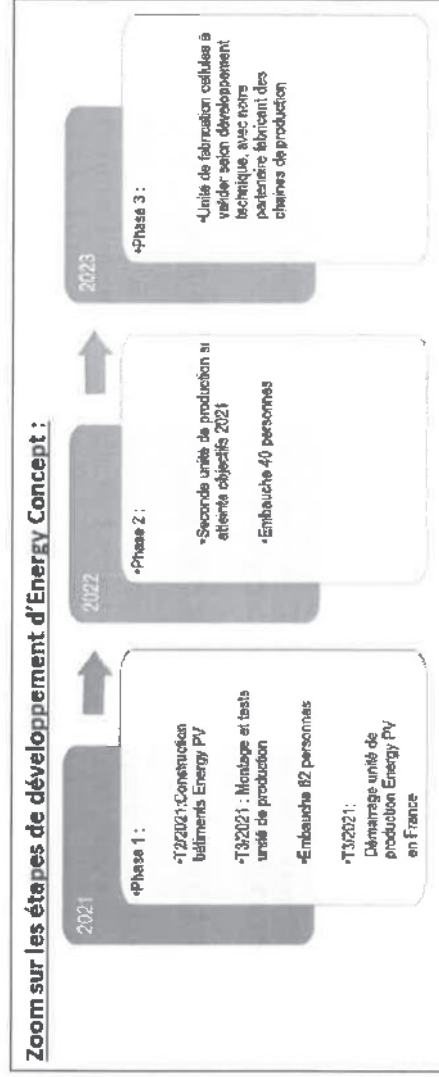 Zoom sur les étapes de développement d'Energy Concept :
2021
•Phase 1 :
•T2/2021:Construction
bâtiments Energy PV
•T3/2021 : Montage et tests
unité de production
•Embauche 62 personnes
•T3/2021:
Démarrage unité de
production Energy PV
en France
2022
•Phase 2 :
•Seconde unité de production si
atteinte objectifs 2021
•Embauche 40 personnes
2023
•Phase 3 :
•Unité de fabrication cellules à
valider selon développement
technique, avec notre
partenaire fabricant des
chaines de production